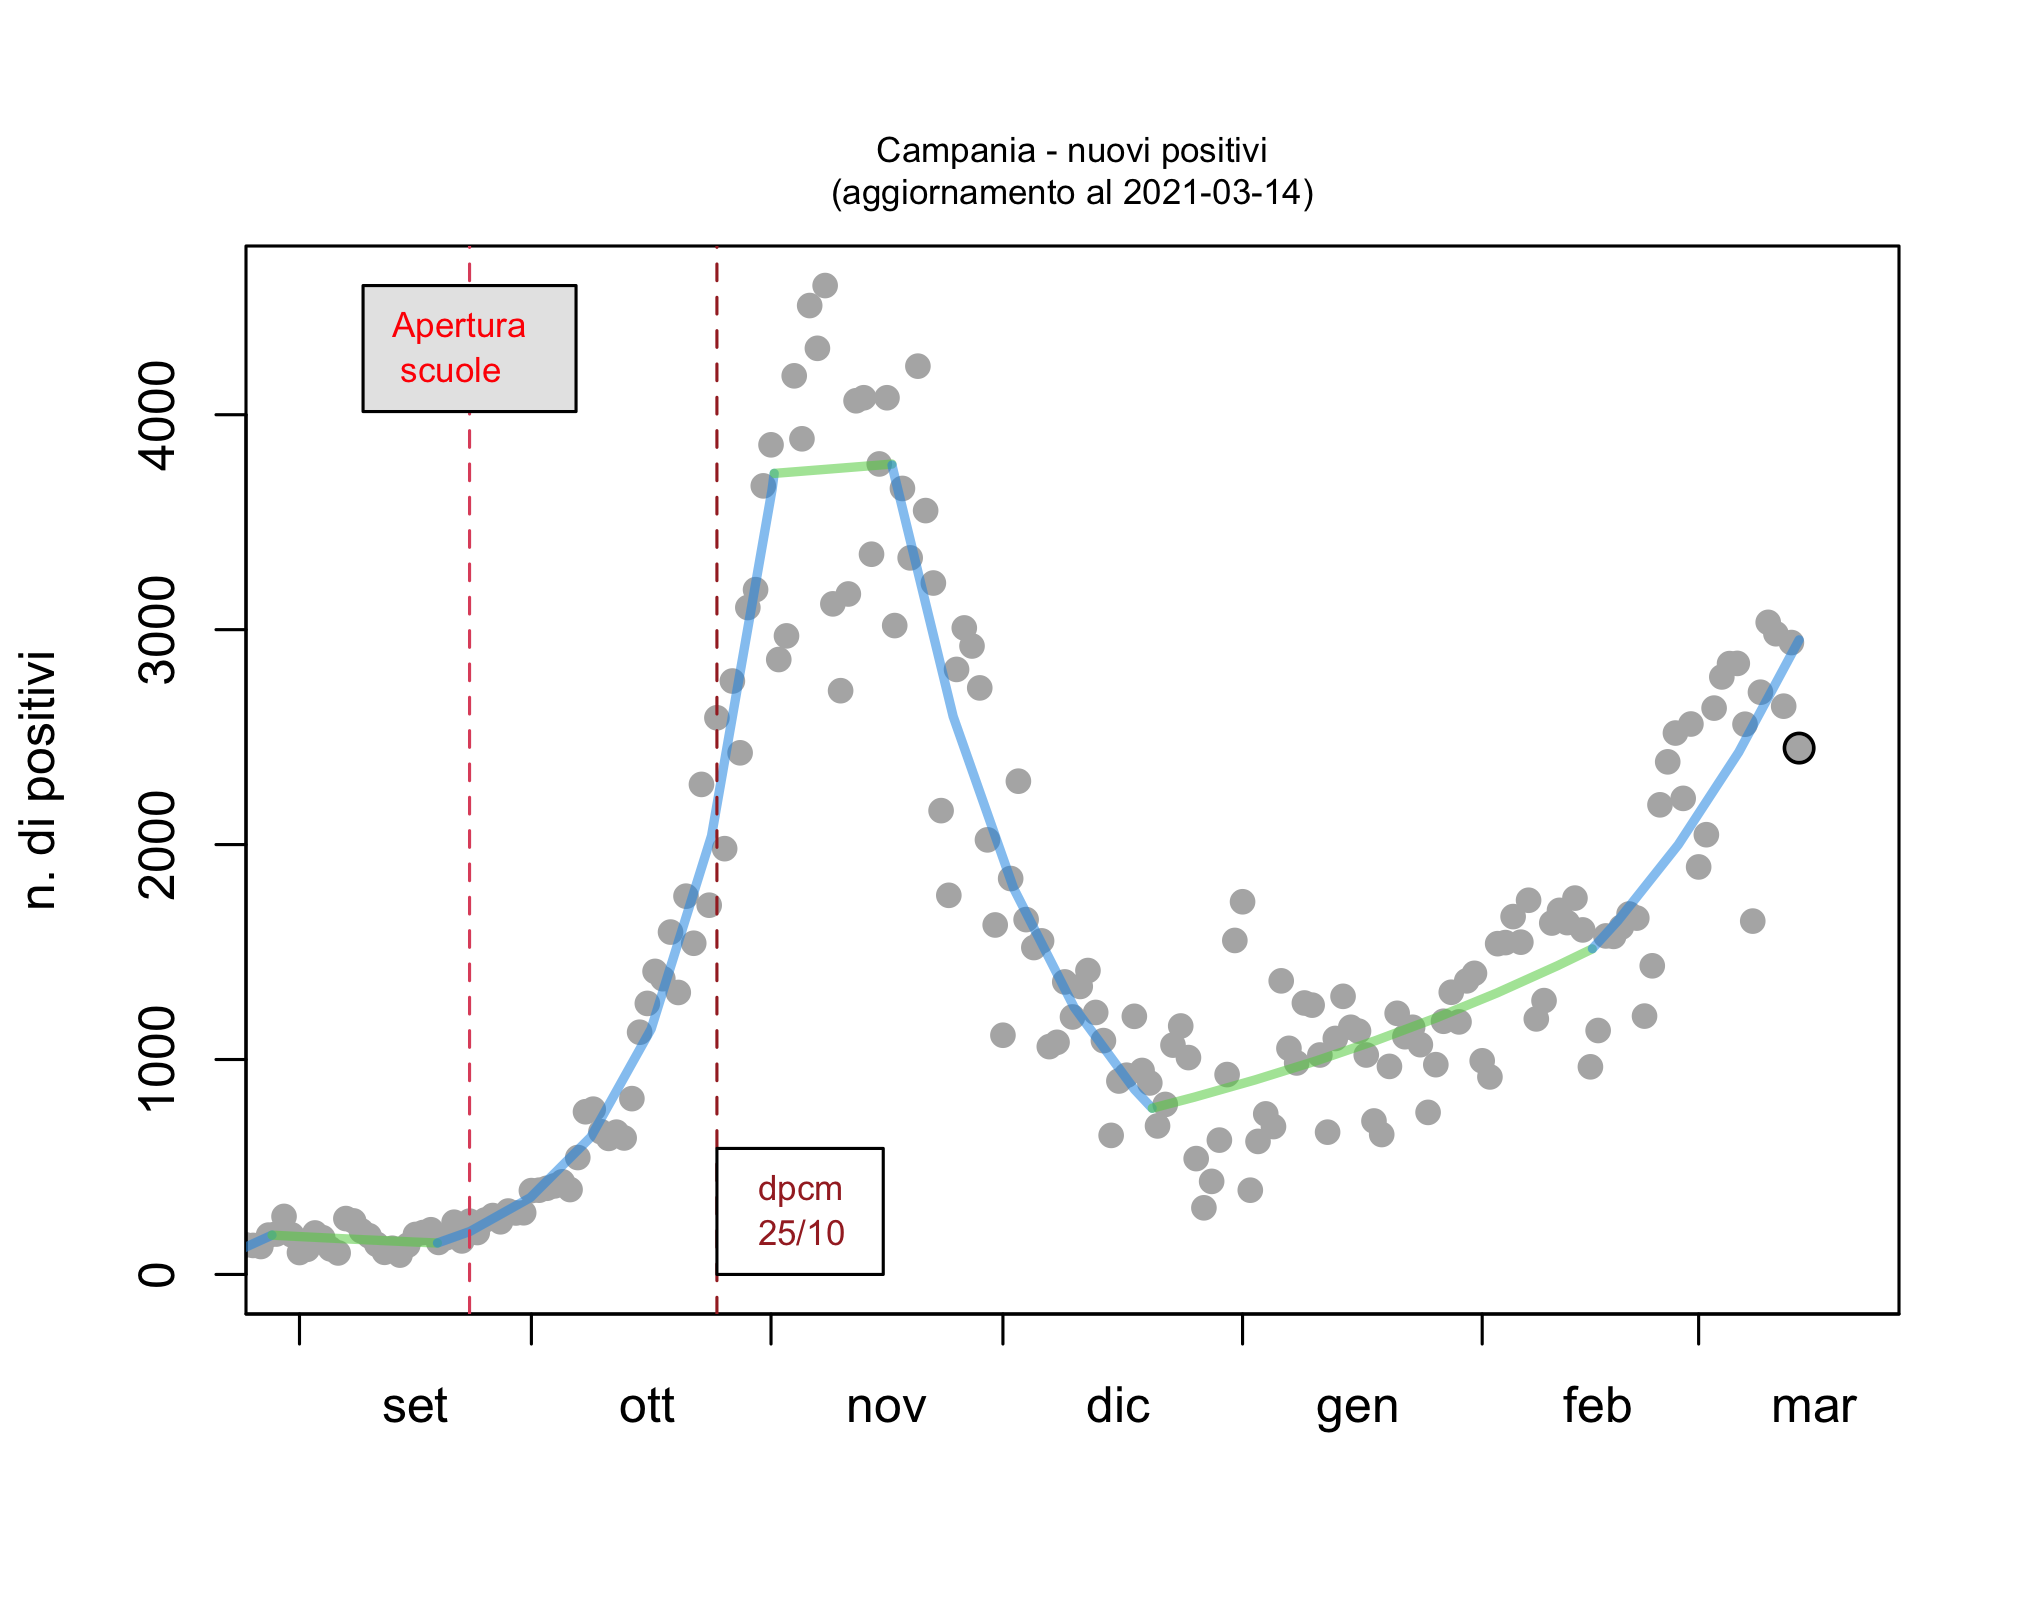 Campania - nuovi positivi
(aggiornamento al 2021-03-14)
Apertura
scuole
dpcm
25/10
n. di positivi
4000
3000
2000
1000
0
set ott nov dic gen feb mar